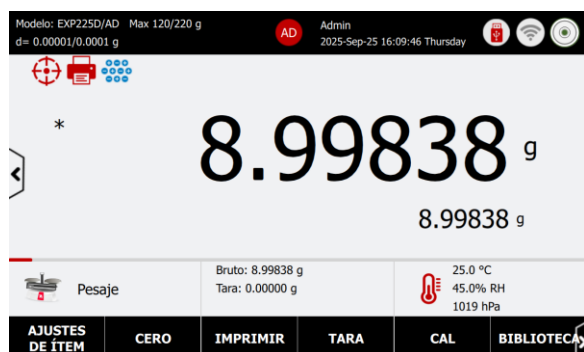 Modelo: EXP225D/AD Max 120/220 g
d= 0.00001/0.0001 g
AD
Admin
2025-Sep-25 16:09:46 Thursday
*
8.99838 g
8.99838 g
Pesaje
Bruto: 8.99838 g
Tara: 0.00000 g
25.0 °C
45.0% RH
1019 hPa
AJUSTES
DE ÍTEM
CERO
IMPRIMIR
TARA
CAL
BIBLIOTECA